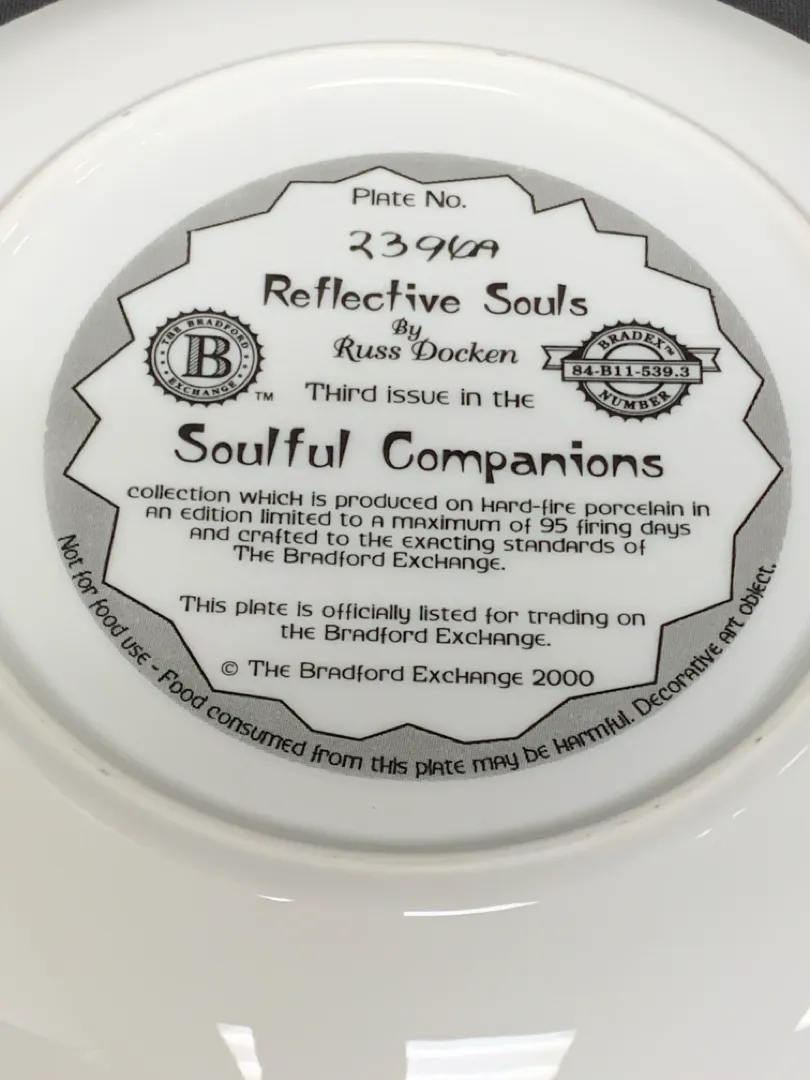 Plate No.
2396A
Reflective Souls
By
Russ Docken
THE BRADFORD
B
EXCHANGE
TM
BRADEX™
84-B11-539.3
NUMBER
Third issue in the
Soulful Companions
collection which is produced on hard-fire porcelain in
an edition limited to a maximum of 95 firing days
and crafted to the exacting standards of
The Bradford Exchange.
This plate is officially listed for trading on
the Bradford Exchange.
© The Bradford Exchange 2000
Not for food use - Food consumed from this plate may be harmful. Decorative art object.